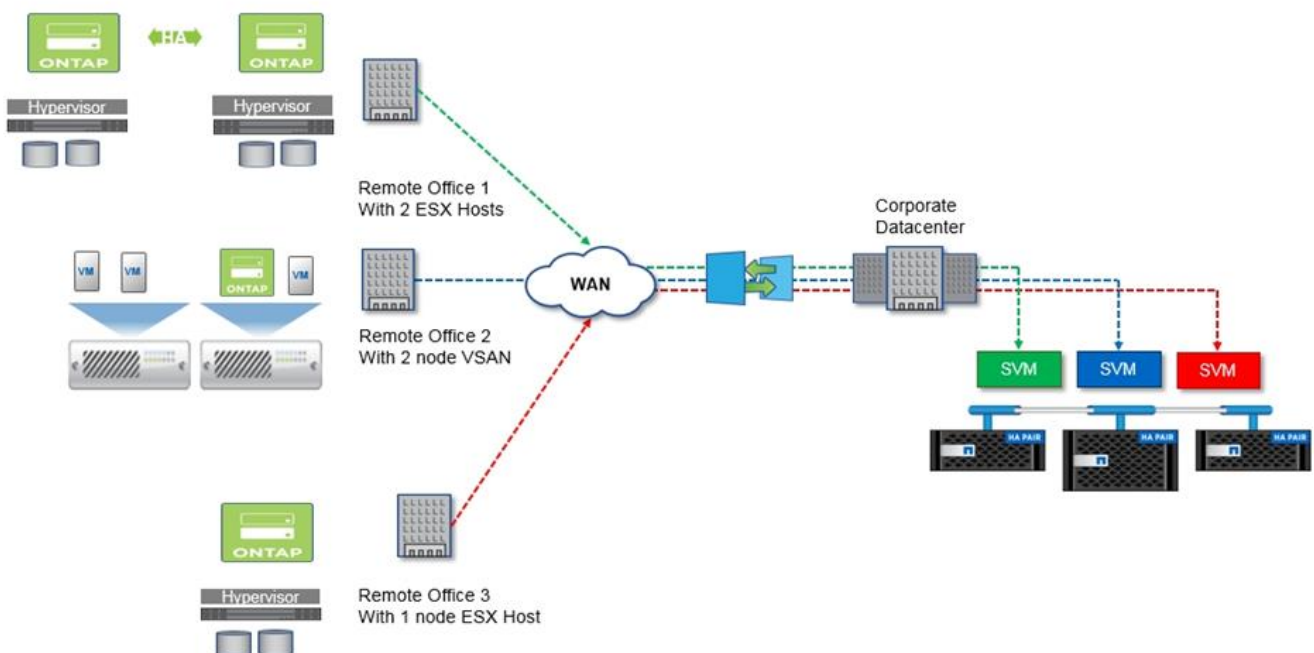 ONTAP
HA
ONTAP
Hypervisor
Hypervisor
Remote Office 1
With 2 ESX Hosts
Corporate
Datacenter
VM
VM
ONTAP
VM
WAN
Remote Office 2
With 2 node VSAN
SVM
SVM
SVM
HA PAIR
HA PAIR
HA PAIR
ONTAP
Hypervisor
Remote Office 3
With 1 node ESX Host